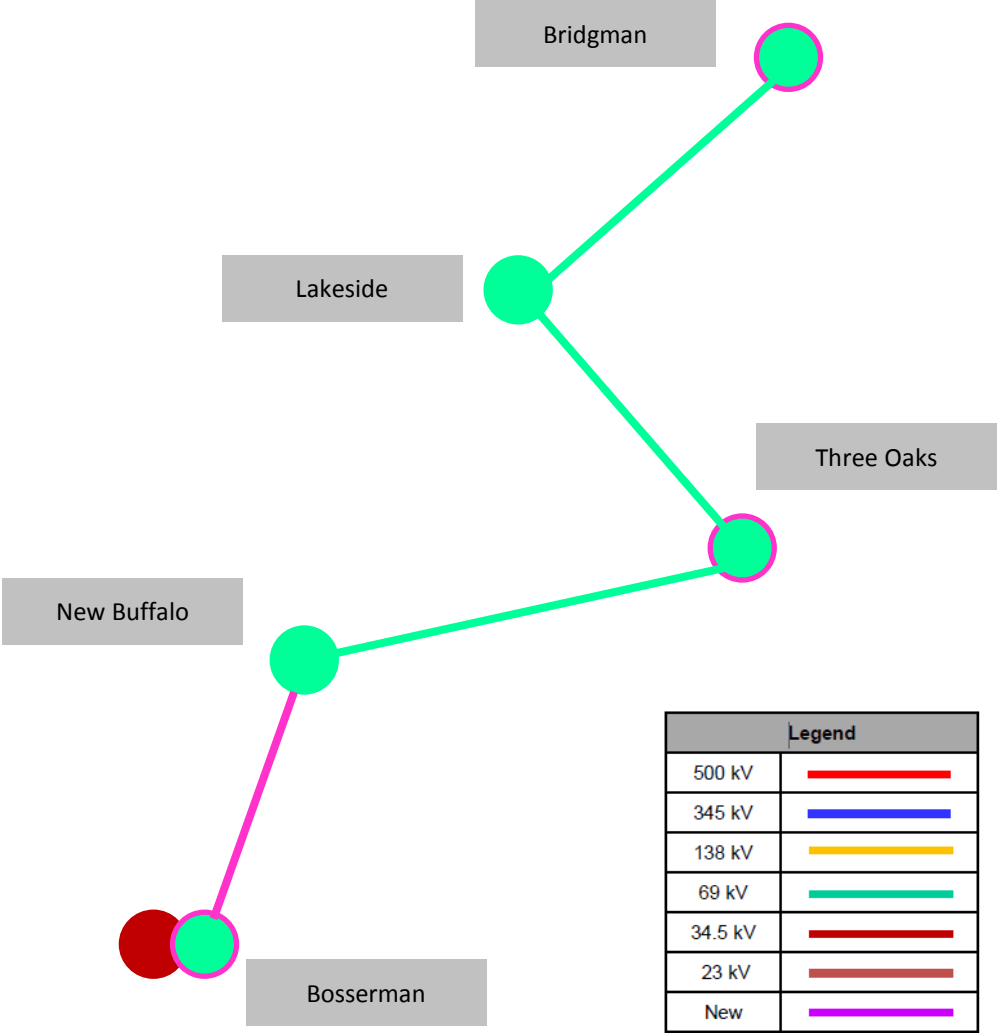 Bridgman
Lakeside
Three Oaks
New Buffalo
Legend
500 kV
345 kV
138 kV
69 kV
34.5 kV
23 kV
New
Bosserman